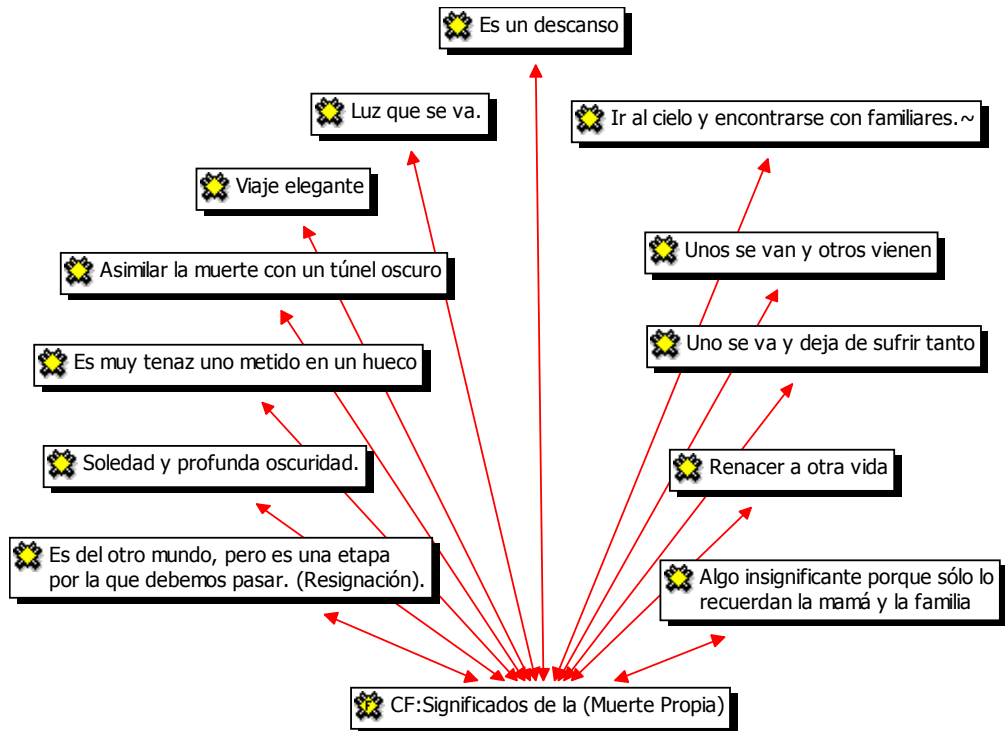 Es un descanso
Luz que se va.
Ir al cielo y encontrarse con familiares.~
Viaje elegante
Unos se van y otros vienen
Asimilar la muerte con un túnel oscuro
Uno se va y deja de sufrir tanto
Es muy tenaz uno metido en un hueco
Soledad y profunda oscuridad.
Renacer a otra vida
Es del otro mundo, pero es una etapa
por la que debemos pasar. (Resignación).
Algo insignificante porque sólo lo
recuerdan la mamá y la familia
CF:Significados de la (Muerte Propia)